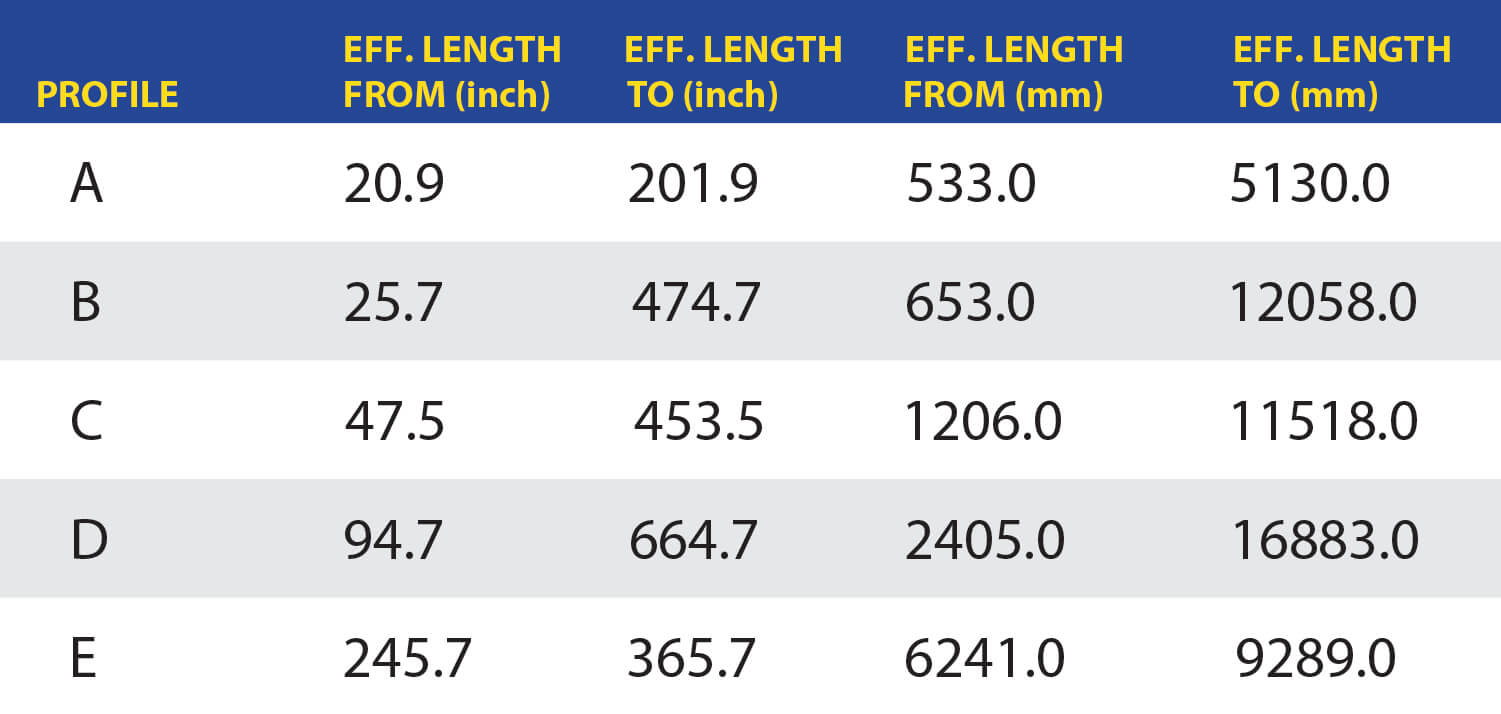 PROFILE EFF. LENGTH FROM (inch) EFF. LENGTH TO (inch) EFF. LENGTH FROM (mm) EFF. LENGTH TO (mm)
A 20.9 201.9 533.0 5130.0
B 25.7 474.7 653.0 12058.0
C 47.5 453.5 1206.0 11518.0
D 94.7 664.7 2405.0 16883.0
E 245.7 365.7 6241.0 9289.0